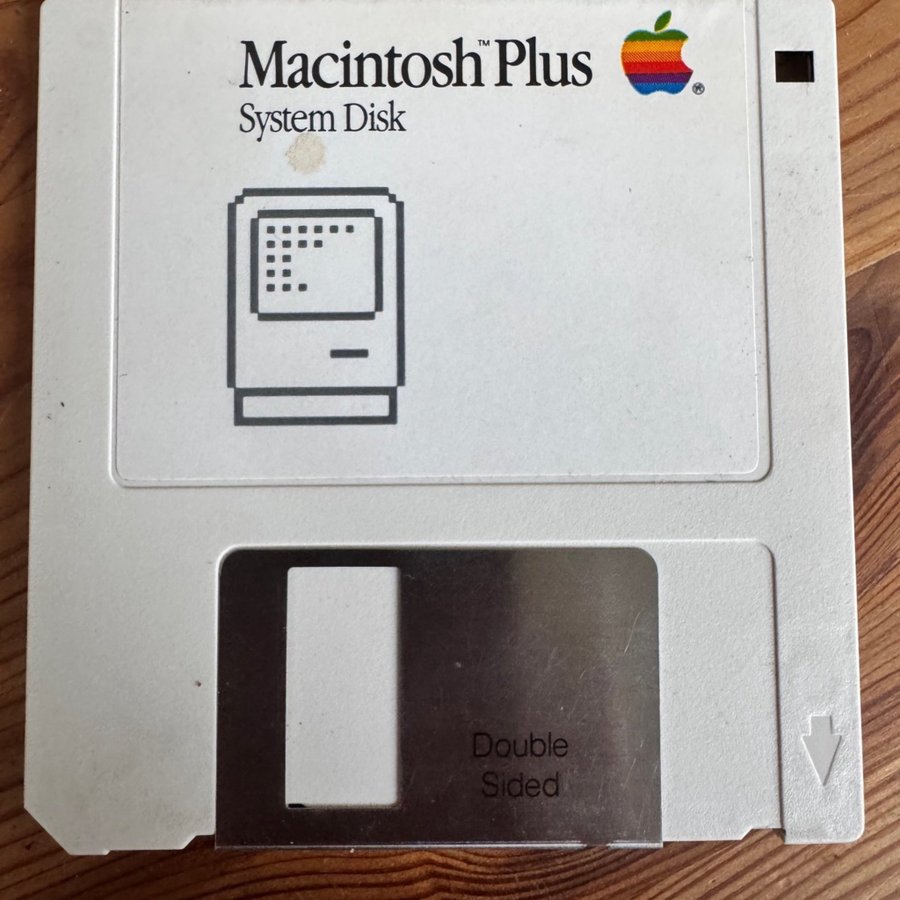 Macintosh™ Plus
System Disk
®
Double
Sided